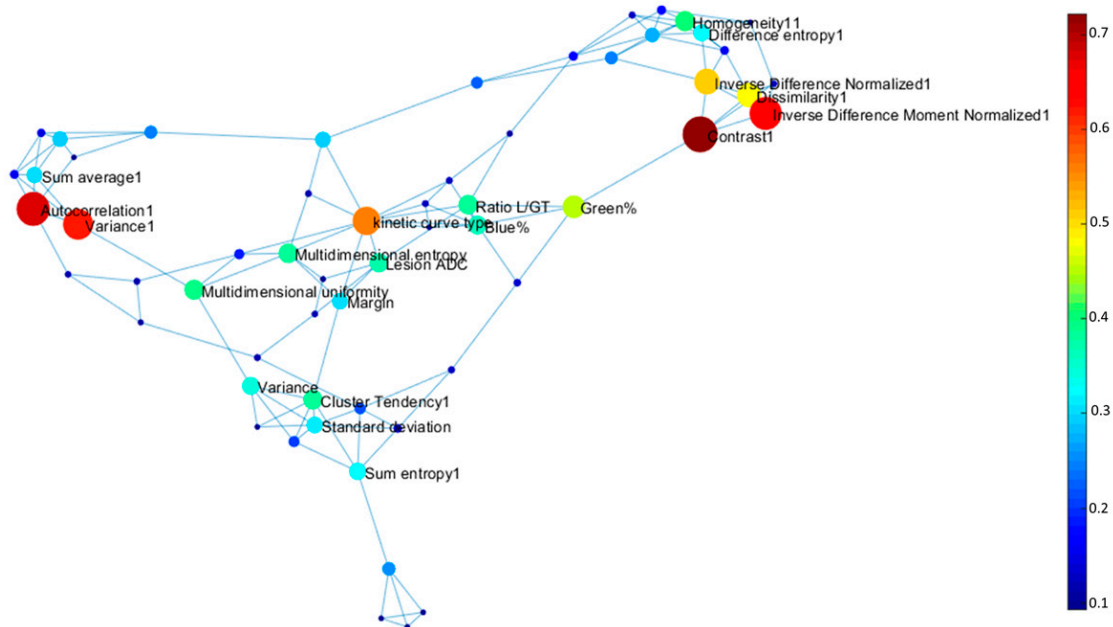 0.7
Homogeneity11
Difference entropy1
Inverse Difference Normalized1
Dissimilarity1
Inverse Difference Moment Normalized1
0.6
Contrast1
Sum average1
Autocorrelation1
Variance1
Ratio L/GT
Green%
kinetic curve type
Blue%
0.5
Multidimensional entropy
Lesion ADC
Multidimensional uniformity
Margin
0.4
Variance
Cluster Tendency1
0.3
Standard deviation
Sum entropy1
0.2
0.1